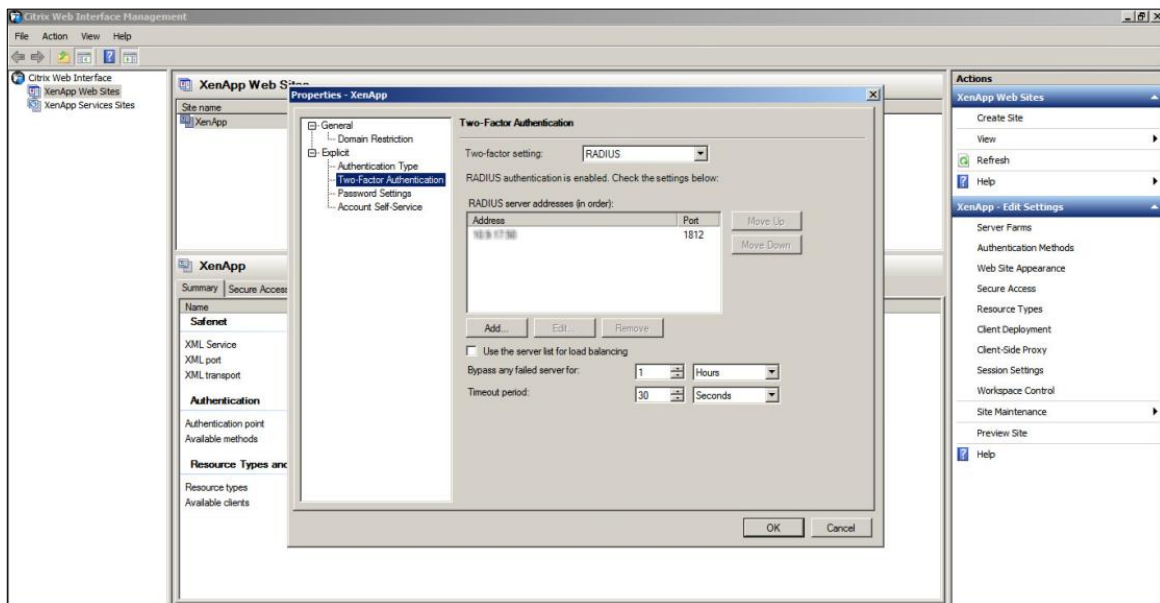 Citrix Web Interface Management
File Action View Help
Citrix Web Interface
XenApp Web Sites
XenApp Services Sites
XenApp Web
Site name
XenApp
XenApp
Summary Secure Access
Name
Safenet
XML Service
XML port
XML transport
Authentication
Authentication point
Available methods
Resource Types and
Resource types
Available clients
Properties - XenApp
General
Domain Restriction
Explicit
Authentication Type
Two-Factor Authentication
Password Settings
Account Self-Service
Two-Factor Authentication
Two-factor setting: RADIUS
RADIUS authentication is enabled. Check the settings below:
RADIUS server addresses (in order):
Address Port
1812
Move Up
Move Down
Add... Edit... Remove
Use the server list for load balancing
Bypass any failed server for: 1 Hours
Timeout period: 30 Seconds
OK Cancel
Actions
XenApp Web Sites
Create Site
View
Refresh
Help
XenApp - Edit Settings
Server Farms
Authentication Methods
Web Site Appearance
Secure Access
Resource Types
Client Deployment
Client-Side Proxy
Session Settings
Workspace Control
Site Maintenance
Preview Site
Help